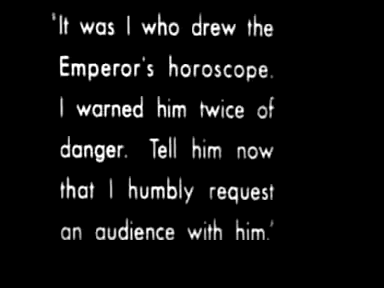 'It was I who drew the
Emperor's horoscope.
I warned him twice of
danger. Tell him now
that I humbly request
an audience with him.'